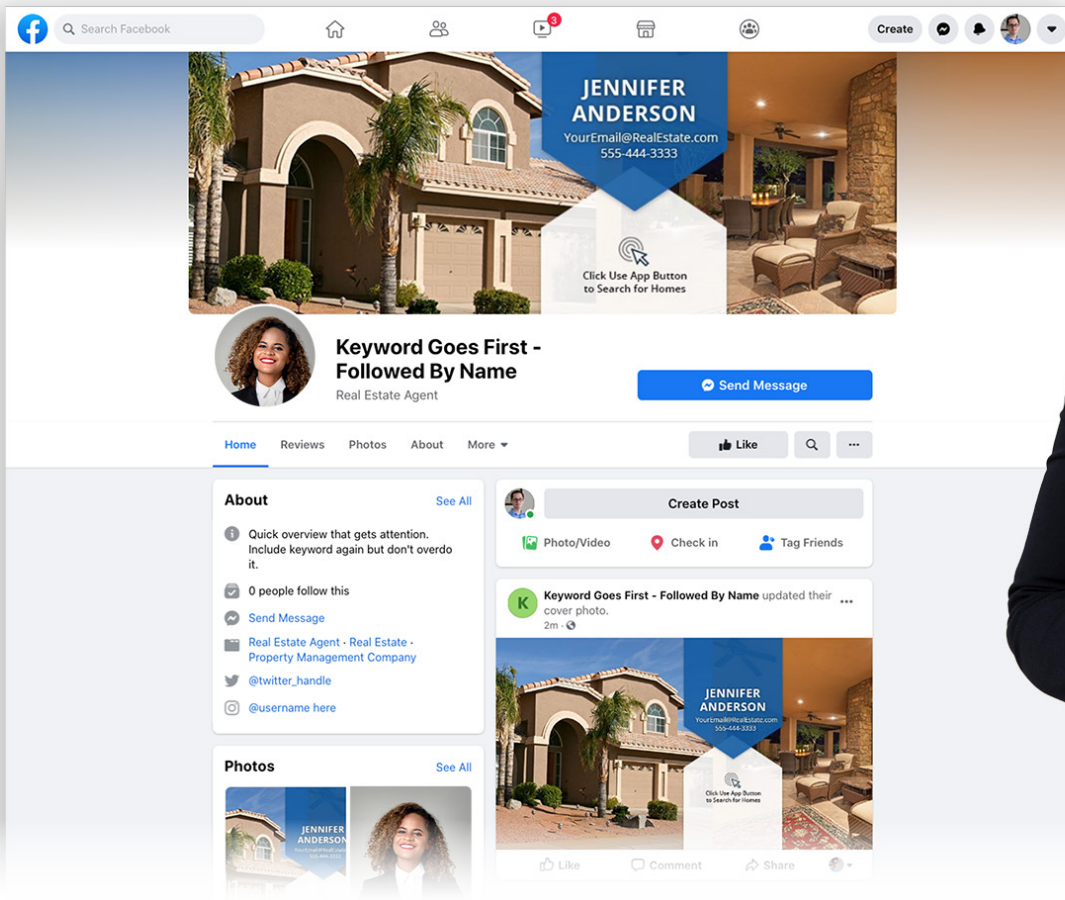 Search Facebook
3
Create
JENNIFER
ANDERSON
YourEmail@RealEstate.com
555-444-3333
Click Use App Button
to Search for Homes
Keyword Goes First -
Followed By Name
Real Estate Agent
Send Message
Home Reviews Photos About More
Like
About See All
Quick overview that gets attention.
Include keyword again but don't overdo
it.
0 people follow this
Send Message
Real Estate Agent · Real Estate ·
Property Management Company
@twitter_handle
@username here
Photos See All
JENNIFER
ANDERSON
YourEmail@RealEstate
555-444-3333
Create Post
Photo/Video Check in Tag Friends
K
Keyword Goes First - Followed By Name updated their
cover photo.
2m ·
JENNIFER
ANDERSON
YourEmail@RealEstate.com
555-444-3333
Click Use App Button
to Search for Homes
Like Comment Share